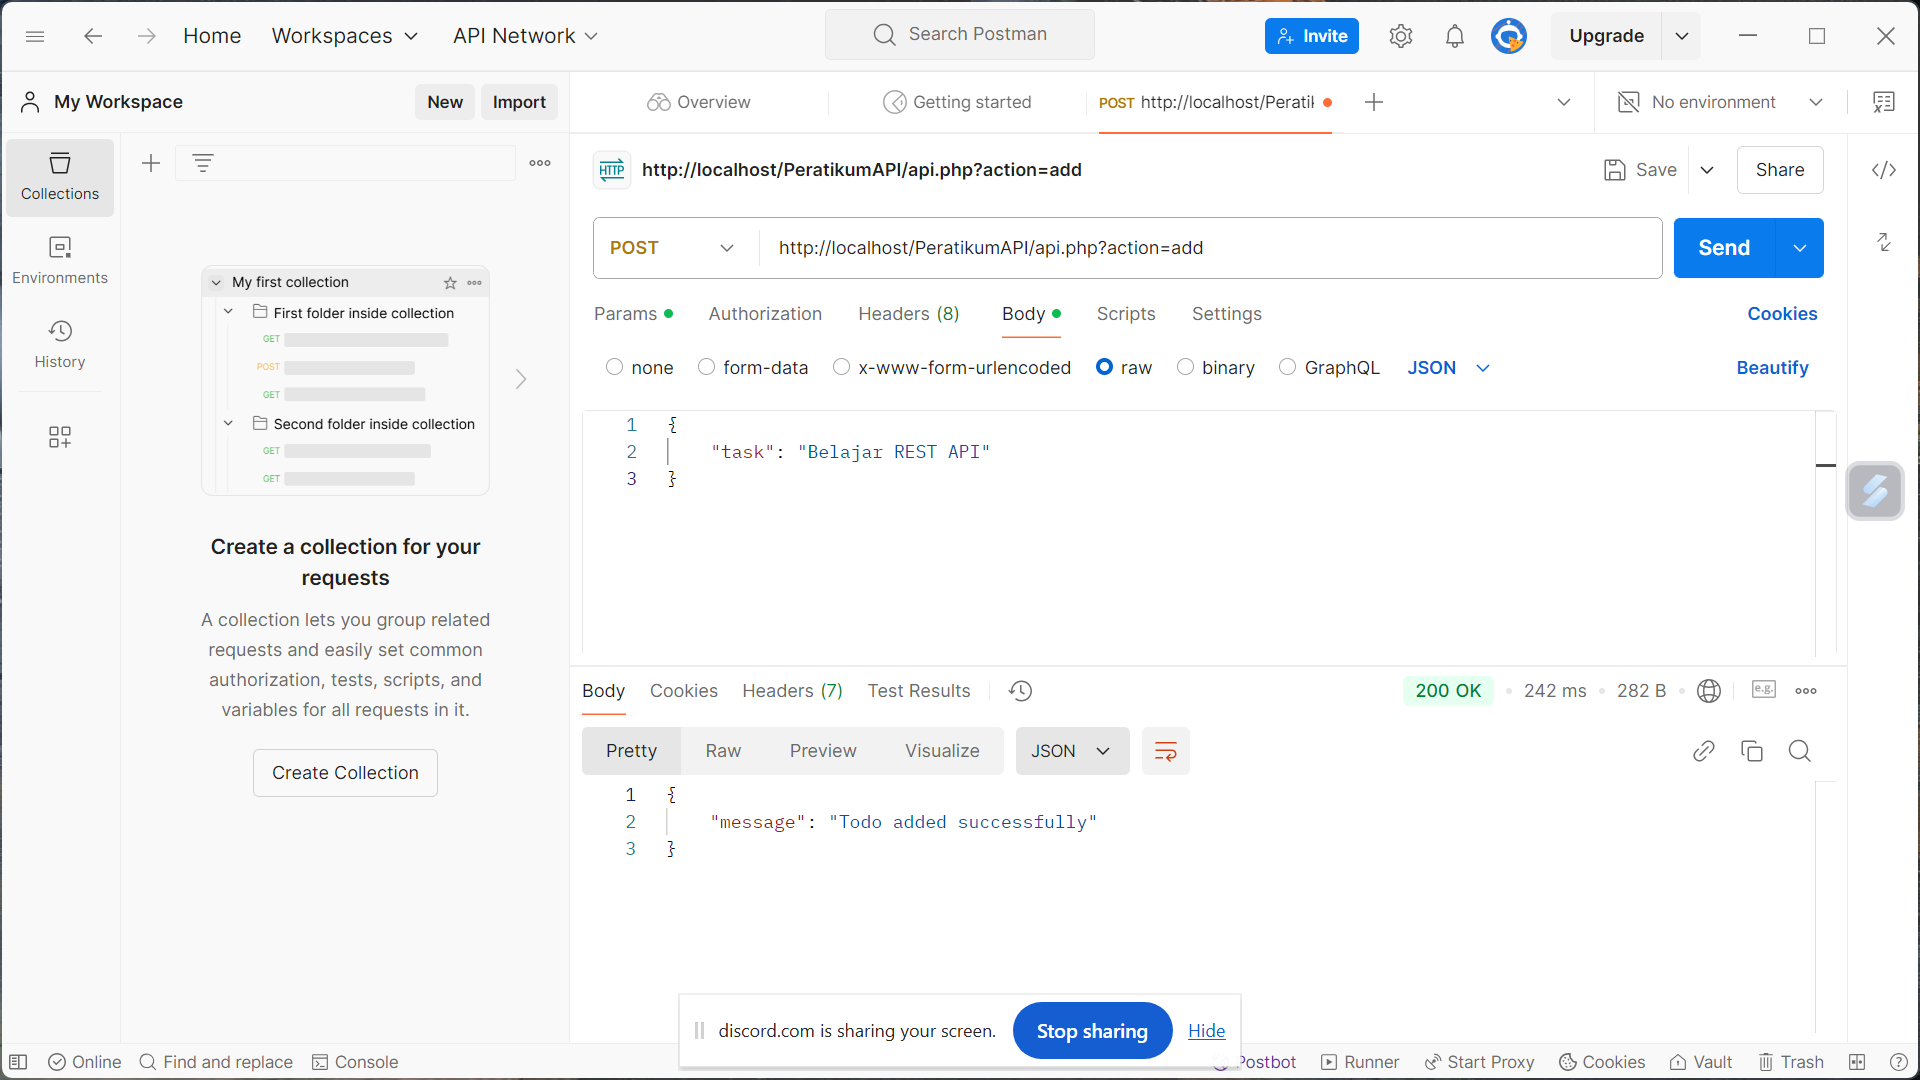 Home
Workspaces
API Network
Search Postman
Invite
Upgrade
My Workspace
New
Import
Overview
Getting started
POST http://localhost/Perati
No environment
Collections
Environments
History
My first collection
First folder inside collection
GET
POST
GET
Second folder inside collection
GET
GET
Create a collection for your
requests
A collection lets you group related
requests and easily set common
authorization, tests, scripts, and
variables for all requests in it.
Create Collection
HTTP
http://localhost/PeratikumAPI/api.php?action=add
Save
Share
POST
http://localhost/PeratikumAPI/api.php?action=add
Send
Params
Authorization
Headers (8)
Body
Scripts
Settings
Cookies
none
form-data
x-www-form-urlencoded
raw
binary
GraphQL
JSON
Beautify
1 {
2 "task": "Belajar REST API"
3 }
Body
Cookies
Headers (7)
Test Results
200 OK
242 ms
282 B
e.g.
Pretty
Raw
Preview
Visualize
JSON
1 {
2 "message": "Todo added successfully"
3 }
discord.com is sharing your screen.
Stop sharing
Hide
Online
Find and replace
Console
Postbot
Runner
Start Proxy
Cookies
Vault
Trash